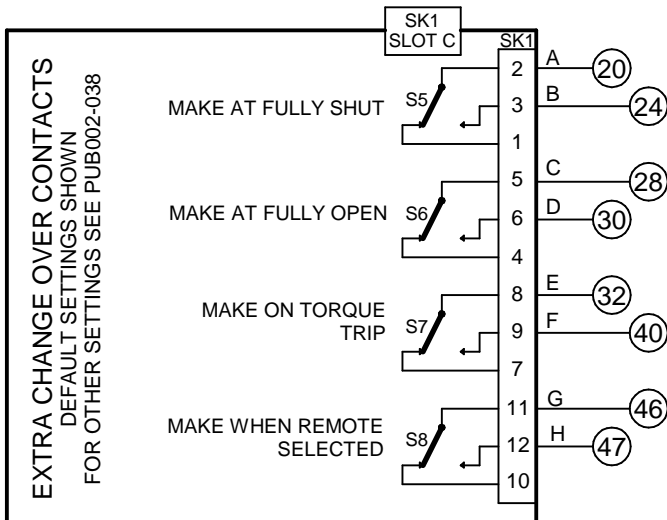 SK1
SLOT C
SK1
EXTRA CHANGE OVER CONTACTS
DEFAULT SETTINGS SHOWN
FOR OTHER SETTINGS SEE PUB002-038
MAKE AT FULLY SHUT
S5
2 A 20
3 B 24
1
MAKE AT FULLY OPEN
S6
5 C 28
6 D 30
4
MAKE ON TORQUE
TRIP
S7
8 E 32
9 F 40
7
MAKE WHEN REMOTE
SELECTED
S8
11 G 46
12 H 47
10